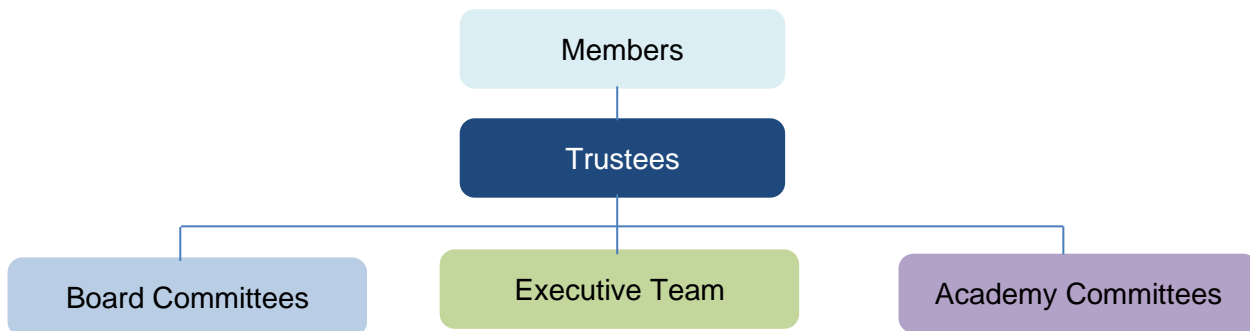 Members
Trustees
Board Committees
Executive Team
Academy Committees